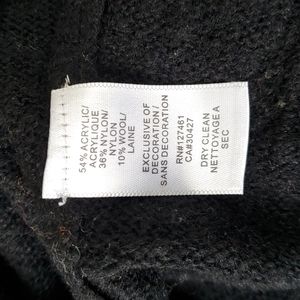 54% ACRYLIC/
ACRYLIQUE
36% NYLON/
NYLON
10% WOOL/
LAINE
EXCLUSIVE OF
DECORATION /
SANS DECORATION
RN#127461
CA#30427
DRY CLEAN
NETTOYAGE A
SEC